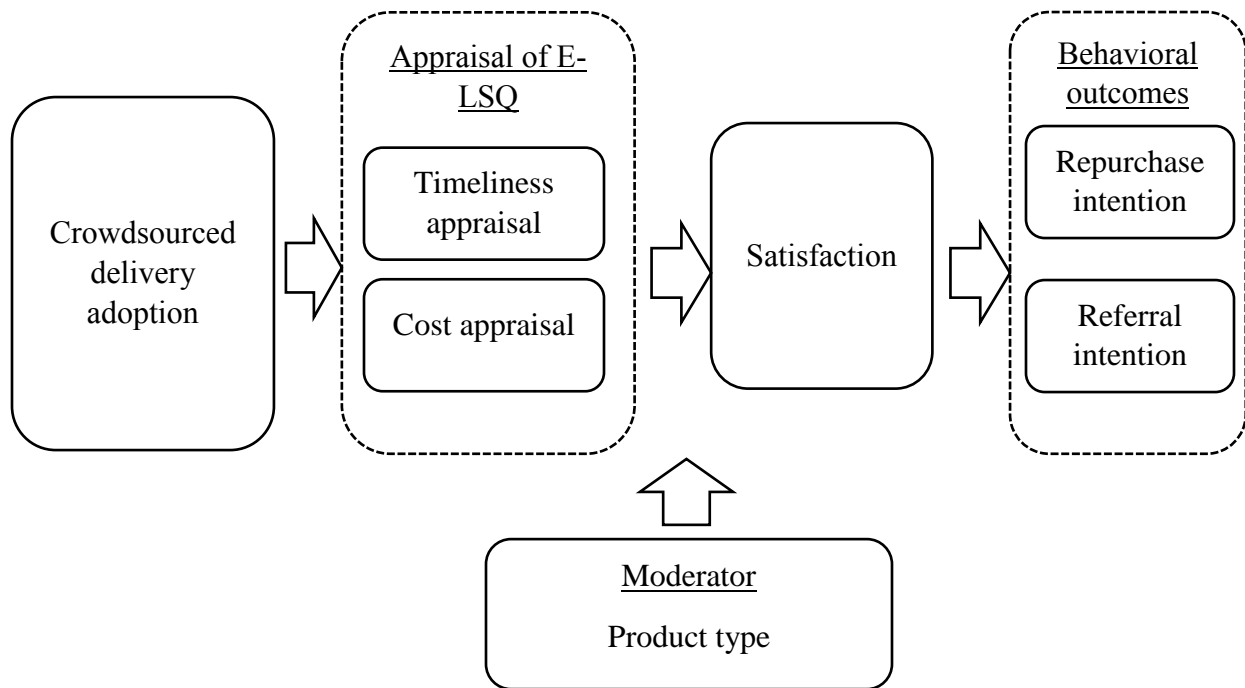 Crowdsourced
delivery
adoption
Appraisal of E-
LSQ
Timeliness
appraisal
Cost appraisal
Satisfaction
Behavioral
outcomes
Repurchase
intention
Referral
intention
Moderator
Product type